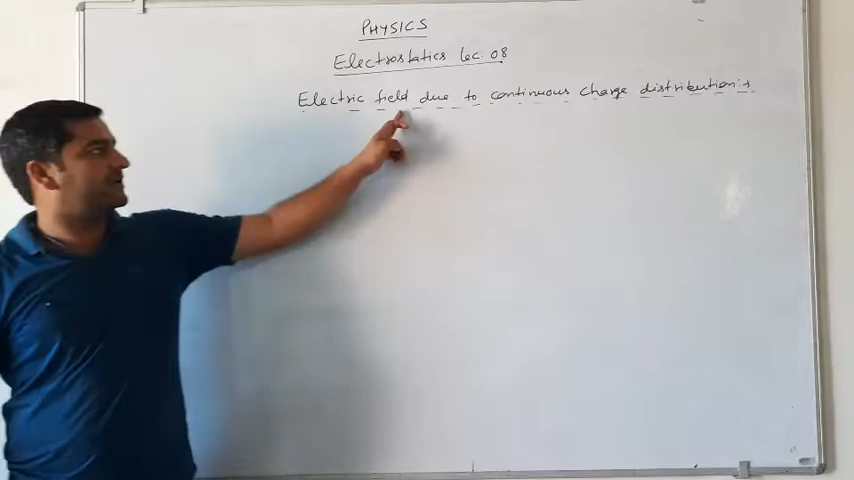 PHYSICS
Electrostatics lec. 08
Electric field due to continuous charge distribution:+